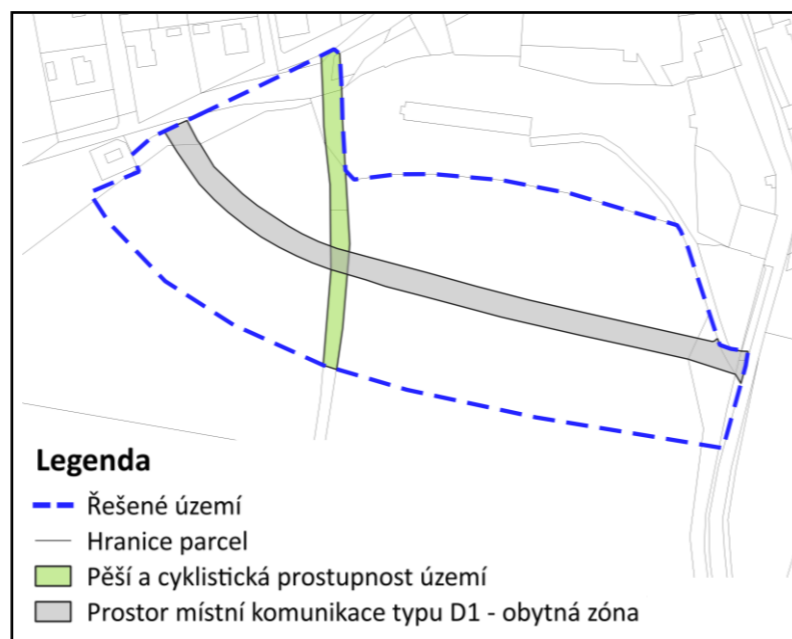 Legenda
Řešené území
Hranice parcel
Pěší a cyklistická prostupnost území
Prostor místní komunikace typu D1 - obytná zóna